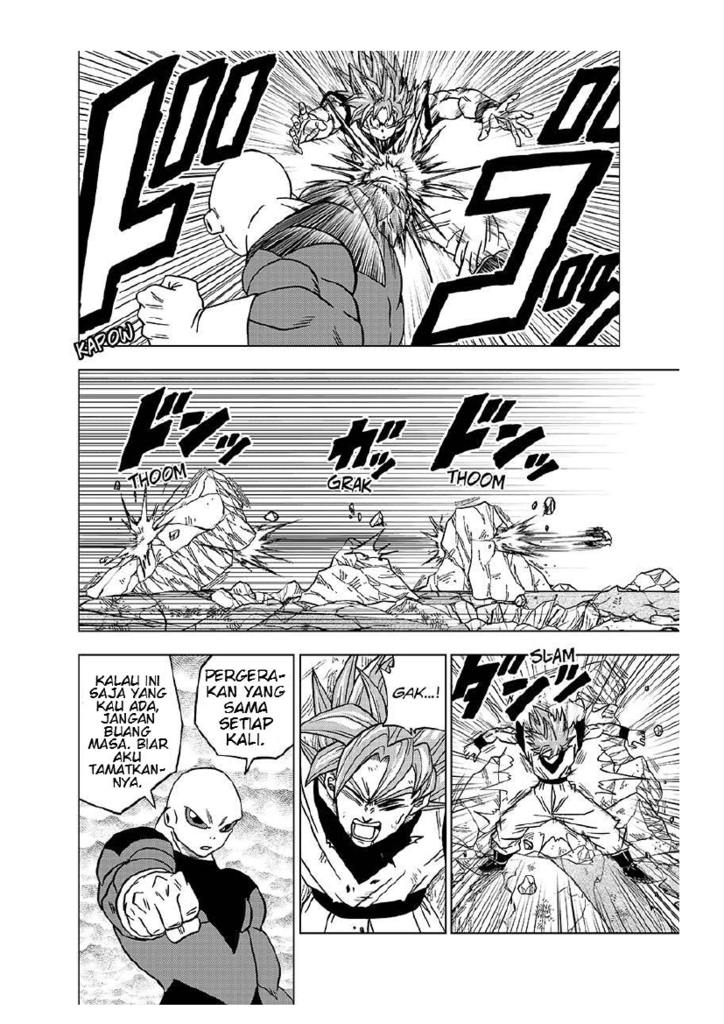 ドゴォ
KAPOW
ドンッ
THOOM
ガッ
GRAK
ドンッ
THOOM
ダンッ
SLAM
GAK...!
PERGERA-
KAN YANG
SAMA
SETIAP
KALI.
KALAU INI
SAJA YANG
KAU ADA,
JANGAN
BUANG
MASA. BIAR
AKU
TAMATKAN-
NYA.